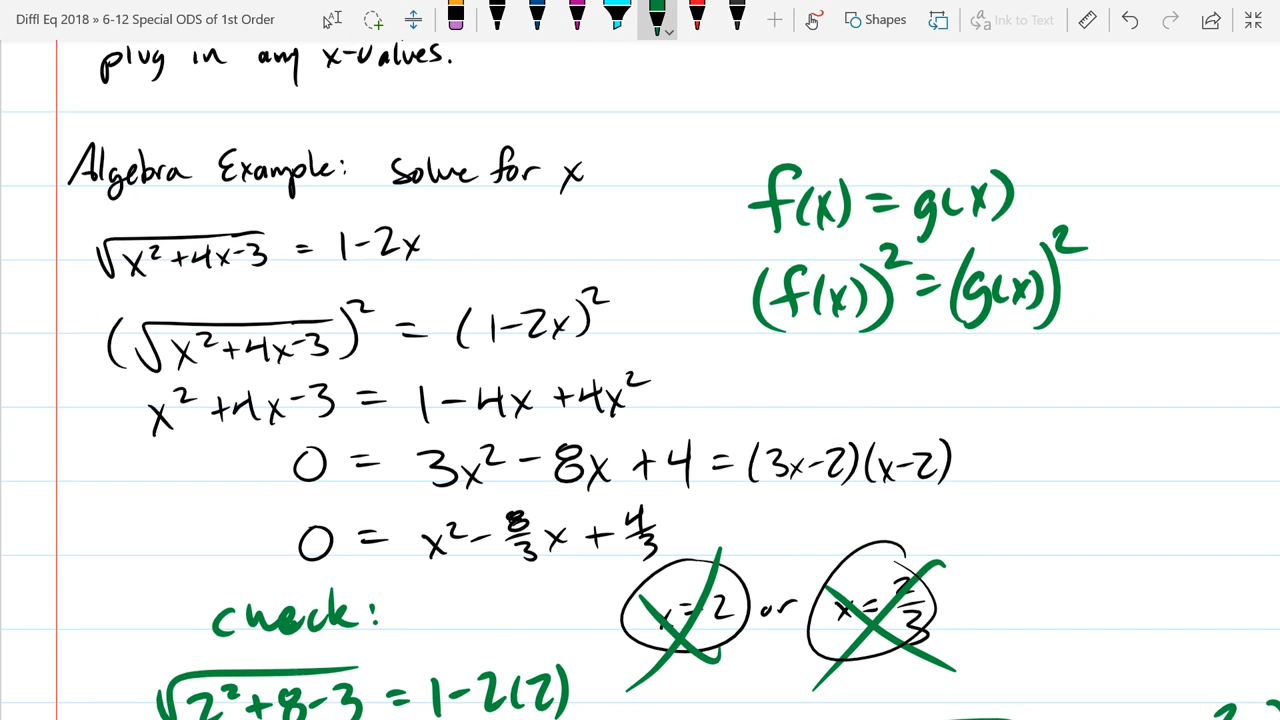 Diffl Eq 2018 » 6-12 Special ODS of 1st Order
Shapes
Ink to Text
plug in any x-values.
Algebra Example: solve for x
√(x²+4x-3) = 1-2x
(√(x²+4x-3))² = (1-2x)²
x²+4x-3 = 1-4x+4x²
0 = 3x²-8x+4 = (3x-2)(x-2)
0 = x²-8/3x+4/3
x=2 or x=2/3
f(x) = g(x)
(f(x))² = (g(x))²
check:
√(2²+8-3) = 1-2(2)